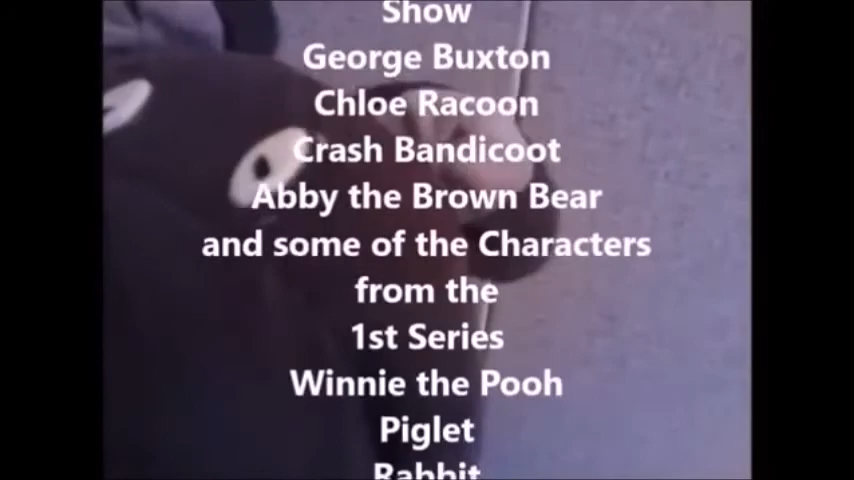 Show
George Buxton
Chloe Racoon
Crash Bandicoot
Abby the Brown Bear
and some of the Characters
from the
1st Series
Winnie the Pooh
Piglet
Rabbit